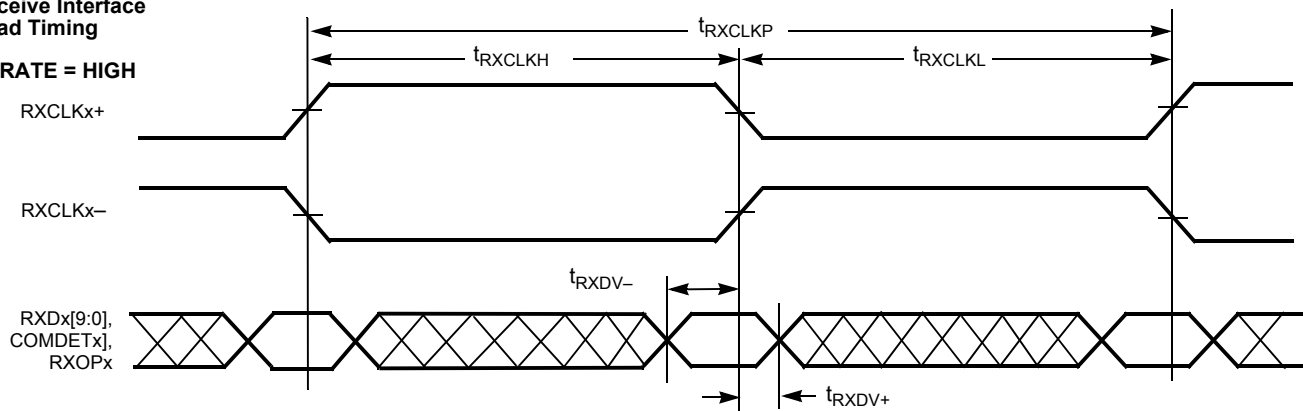 ceive Interface
ad Timing
RATE = HIGH
tRXCLKP
tRXCLKH
tRXCLKL
RXCLKx+
RXCLKx–
tRXDV–
RXDx[9:0],
COMDETx],
RXOPx
tRXDV+